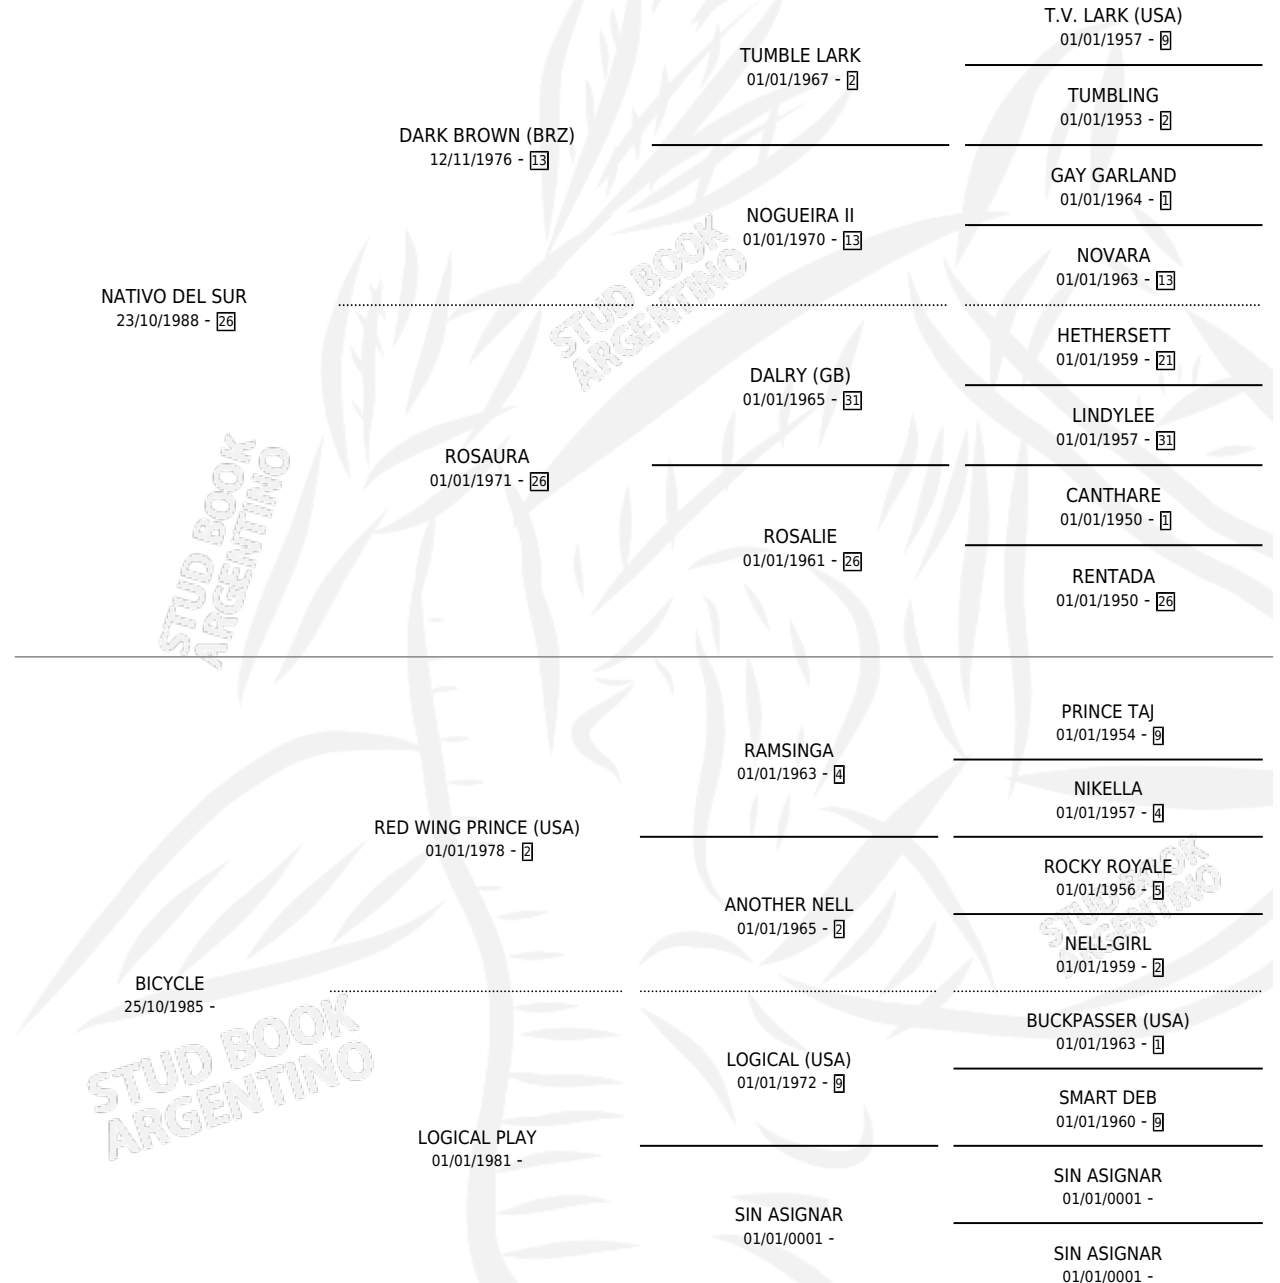 T.V. LARK (USA)
01/01/1957 - 9
TUMBLE LARK
01/01/1967 - 2
TUMBLING
01/01/1953 - 2
DARK BROWN (BRZ)
12/11/1976 - 13
GAY GARLAND
01/01/1964 - 1
NOGUEIRA II
01/01/1970 - 13
NOVARA
01/01/1963 - 13
NATIVO DEL SUR
23/10/1988 - 26
STUD BOOK
ARGENTINO
HETHERSETT
01/01/1959 - 21
DALRY (GB)
01/01/1965 - 31
LINDYLEE
01/01/1957 - 31
ROSAURA
01/01/1971 - 26
CANTHARE
01/01/1950 - 1
ROSALIE
01/01/1961 - 26
RENTADA
01/01/1950 - 26
STUD BOOK
ARGENTINO
PRINCE TAJ
01/01/1954 - 9
RAMSINGA
01/01/1963 - 4
NIKELLA
01/01/1957 - 4
RED WING PRINCE (USA)
01/01/1978 - 2
ROCKY ROYALE
01/01/1956 - 5
ANOTHER NELL
01/01/1965 - 2
NELL-GIRL
01/01/1959 - 2
STUD BOOK
ARGENTINO
BICYCLE
25/10/1985 -
BUCKPASSER (USA)
01/01/1963 - 1
LOGICAL (USA)
01/01/1972 - 9
SMART DEB
01/01/1960 - 9
STUD BOOK
ARGENTINO
LOGICAL PLAY
01/01/1981 -
SIN ASIGNAR
01/01/0001 -
SIN ASIGNAR
01/01/0001 -
SIN ASIGNAR
01/01/0001 -